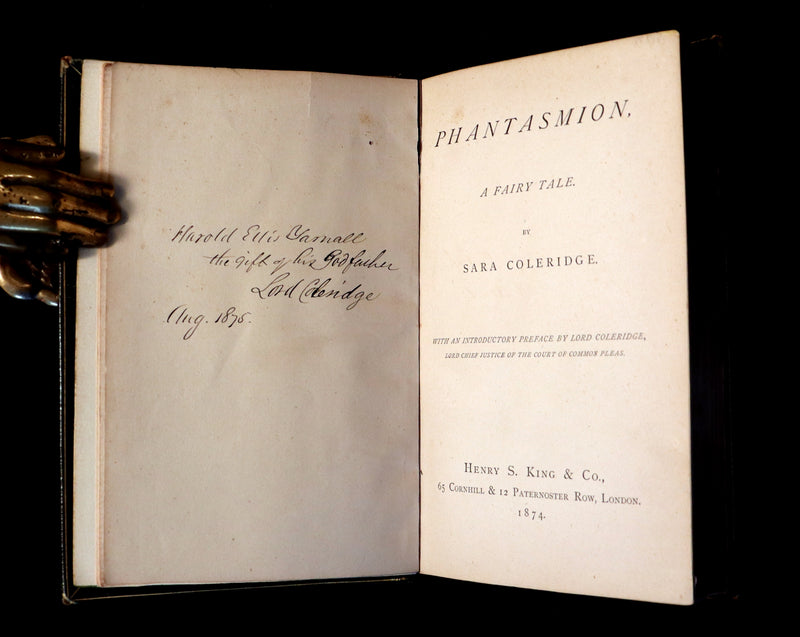 Harold Ellis Yarnall
the gift of his Godfather
Lord Coleridge
Aug. 1875.
PHANTASMION,
A FAIRY TALE.
BY
SARA COLERIDGE.
WITH AN INTRODUCTORY PREFACE BY LORD COLERIDGE,
LORD CHIEF JUSTICE OF THE COURT OF COMMON PLEAS.
HENRY S. KING & CO.,
65 CORNHILL & 12 PATERNOSTER ROW, LONDON.
1874.